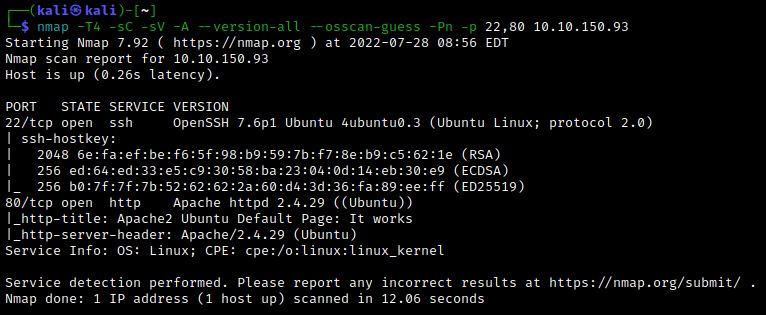 ┌──(kali㉿kali)-[~]
└─$ nmap -T4 -sC -sV -A --version-all --osscan-guess -Pn -p 22,80 10.10.150.93
Starting Nmap 7.92 ( https://nmap.org ) at 2022-07-28 08:56 EDT
Nmap scan report for 10.10.150.93
Host is up (0.26s latency).

PORT   STATE SERVICE VERSION
22/tcp open  ssh     OpenSSH 7.6p1 Ubuntu 4ubuntu0.3 (Ubuntu Linux; protocol 2.0)
| ssh-hostkey:
|   2048 6e:fa:ef:be:f6:5f:98:b9:59:7b:f7:8e:b9:c5:62:1e (RSA)
|   256 ed:64:ed:33:e5:c9:30:58:ba:23:04:0d:14:eb:30:e9 (ECDSA)
|_  256 b0:7f:7f:7b:52:62:62:2a:60:d4:3d:36:fa:89:ee:ff (ED25519)
80/tcp open  http    Apache httpd 2.4.29 ((Ubuntu))
|_http-title: Apache2 Ubuntu Default Page: It works
|_http-server-header: Apache/2.4.29 (Ubuntu)
Service Info: OS: Linux; CPE: cpe:/o:linux:linux_kernel

Service detection performed. Please report any incorrect results at https://nmap.org/submit/ .
Nmap done: 1 IP address (1 host up) scanned in 12.06 seconds